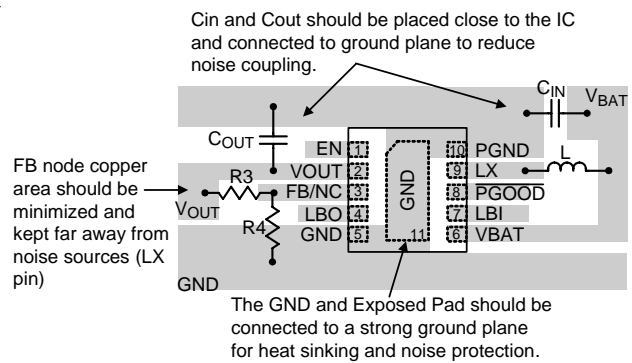 Cin and Cout should be placed close to the IC
and connected to ground plane to reduce
noise coupling.
CIN
VBAT
COUT
L
EN 1
10 PGND
VOUT 2
9 LX
FB/NC 3
8 PGOOD
LBO 4
7 LBI
GND 5
6 VBAT
GND
11
FB node copper
area should be
minimized and
kept far away from
noise sources (LX
pin)
R3
VOUT
R4
GND
The GND and Exposed Pad should be
connected to a strong ground plane
for heat sinking and noise protection.